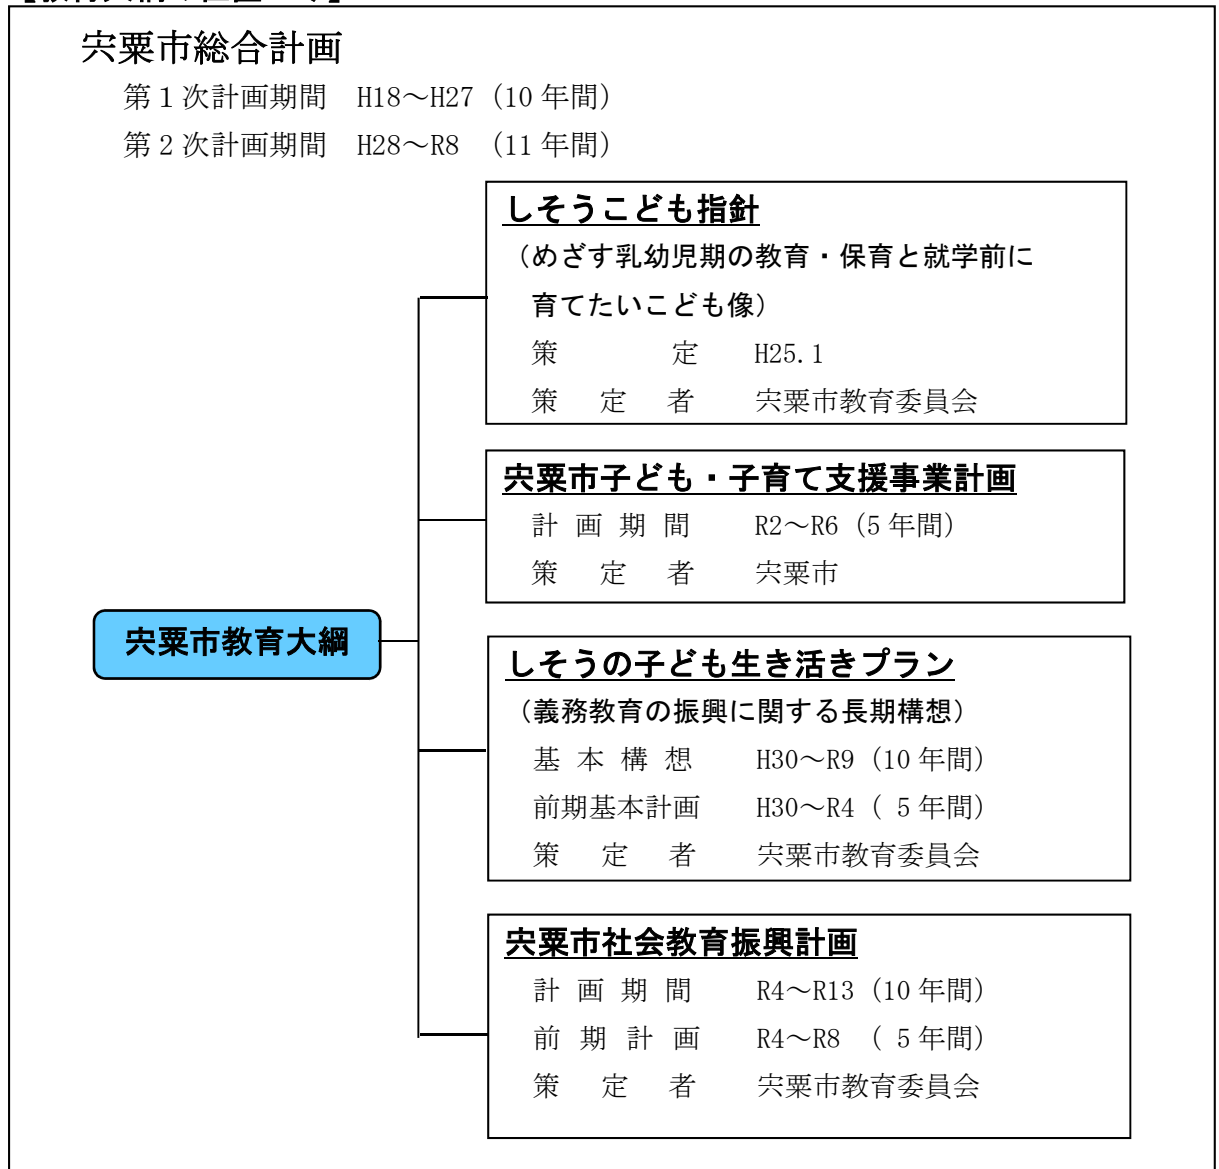 宍粟市総合計画
第1次計画期間 H18～H27（10年間）
第2次計画期間 H28～R8 （11年間）
しそうこども指針
（めざす乳幼児期の教育・保育と就学前に
育てたいこども像）
策 定 H25.1
策 定 者 宍粟市教育委員会
宍粟市子ども・子育て支援事業計画
計 画 期 間 R2～R6（5年間）
策 定 者 宍粟市
宍粟市教育大綱
しそうの子ども生き活きプラン
（義務教育の振興に関する長期構想）
基 本 構 想 H30～R9（10年間）
前期基本計画 H30～R4（ 5年間）
策 定 者 宍粟市教育委員会
宍粟市社会教育振興計画
計 画 期 間 R4～R13（10年間）
前 期 計 画 R4～R8 （ 5年間）
策 定 者 宍粟市教育委員会